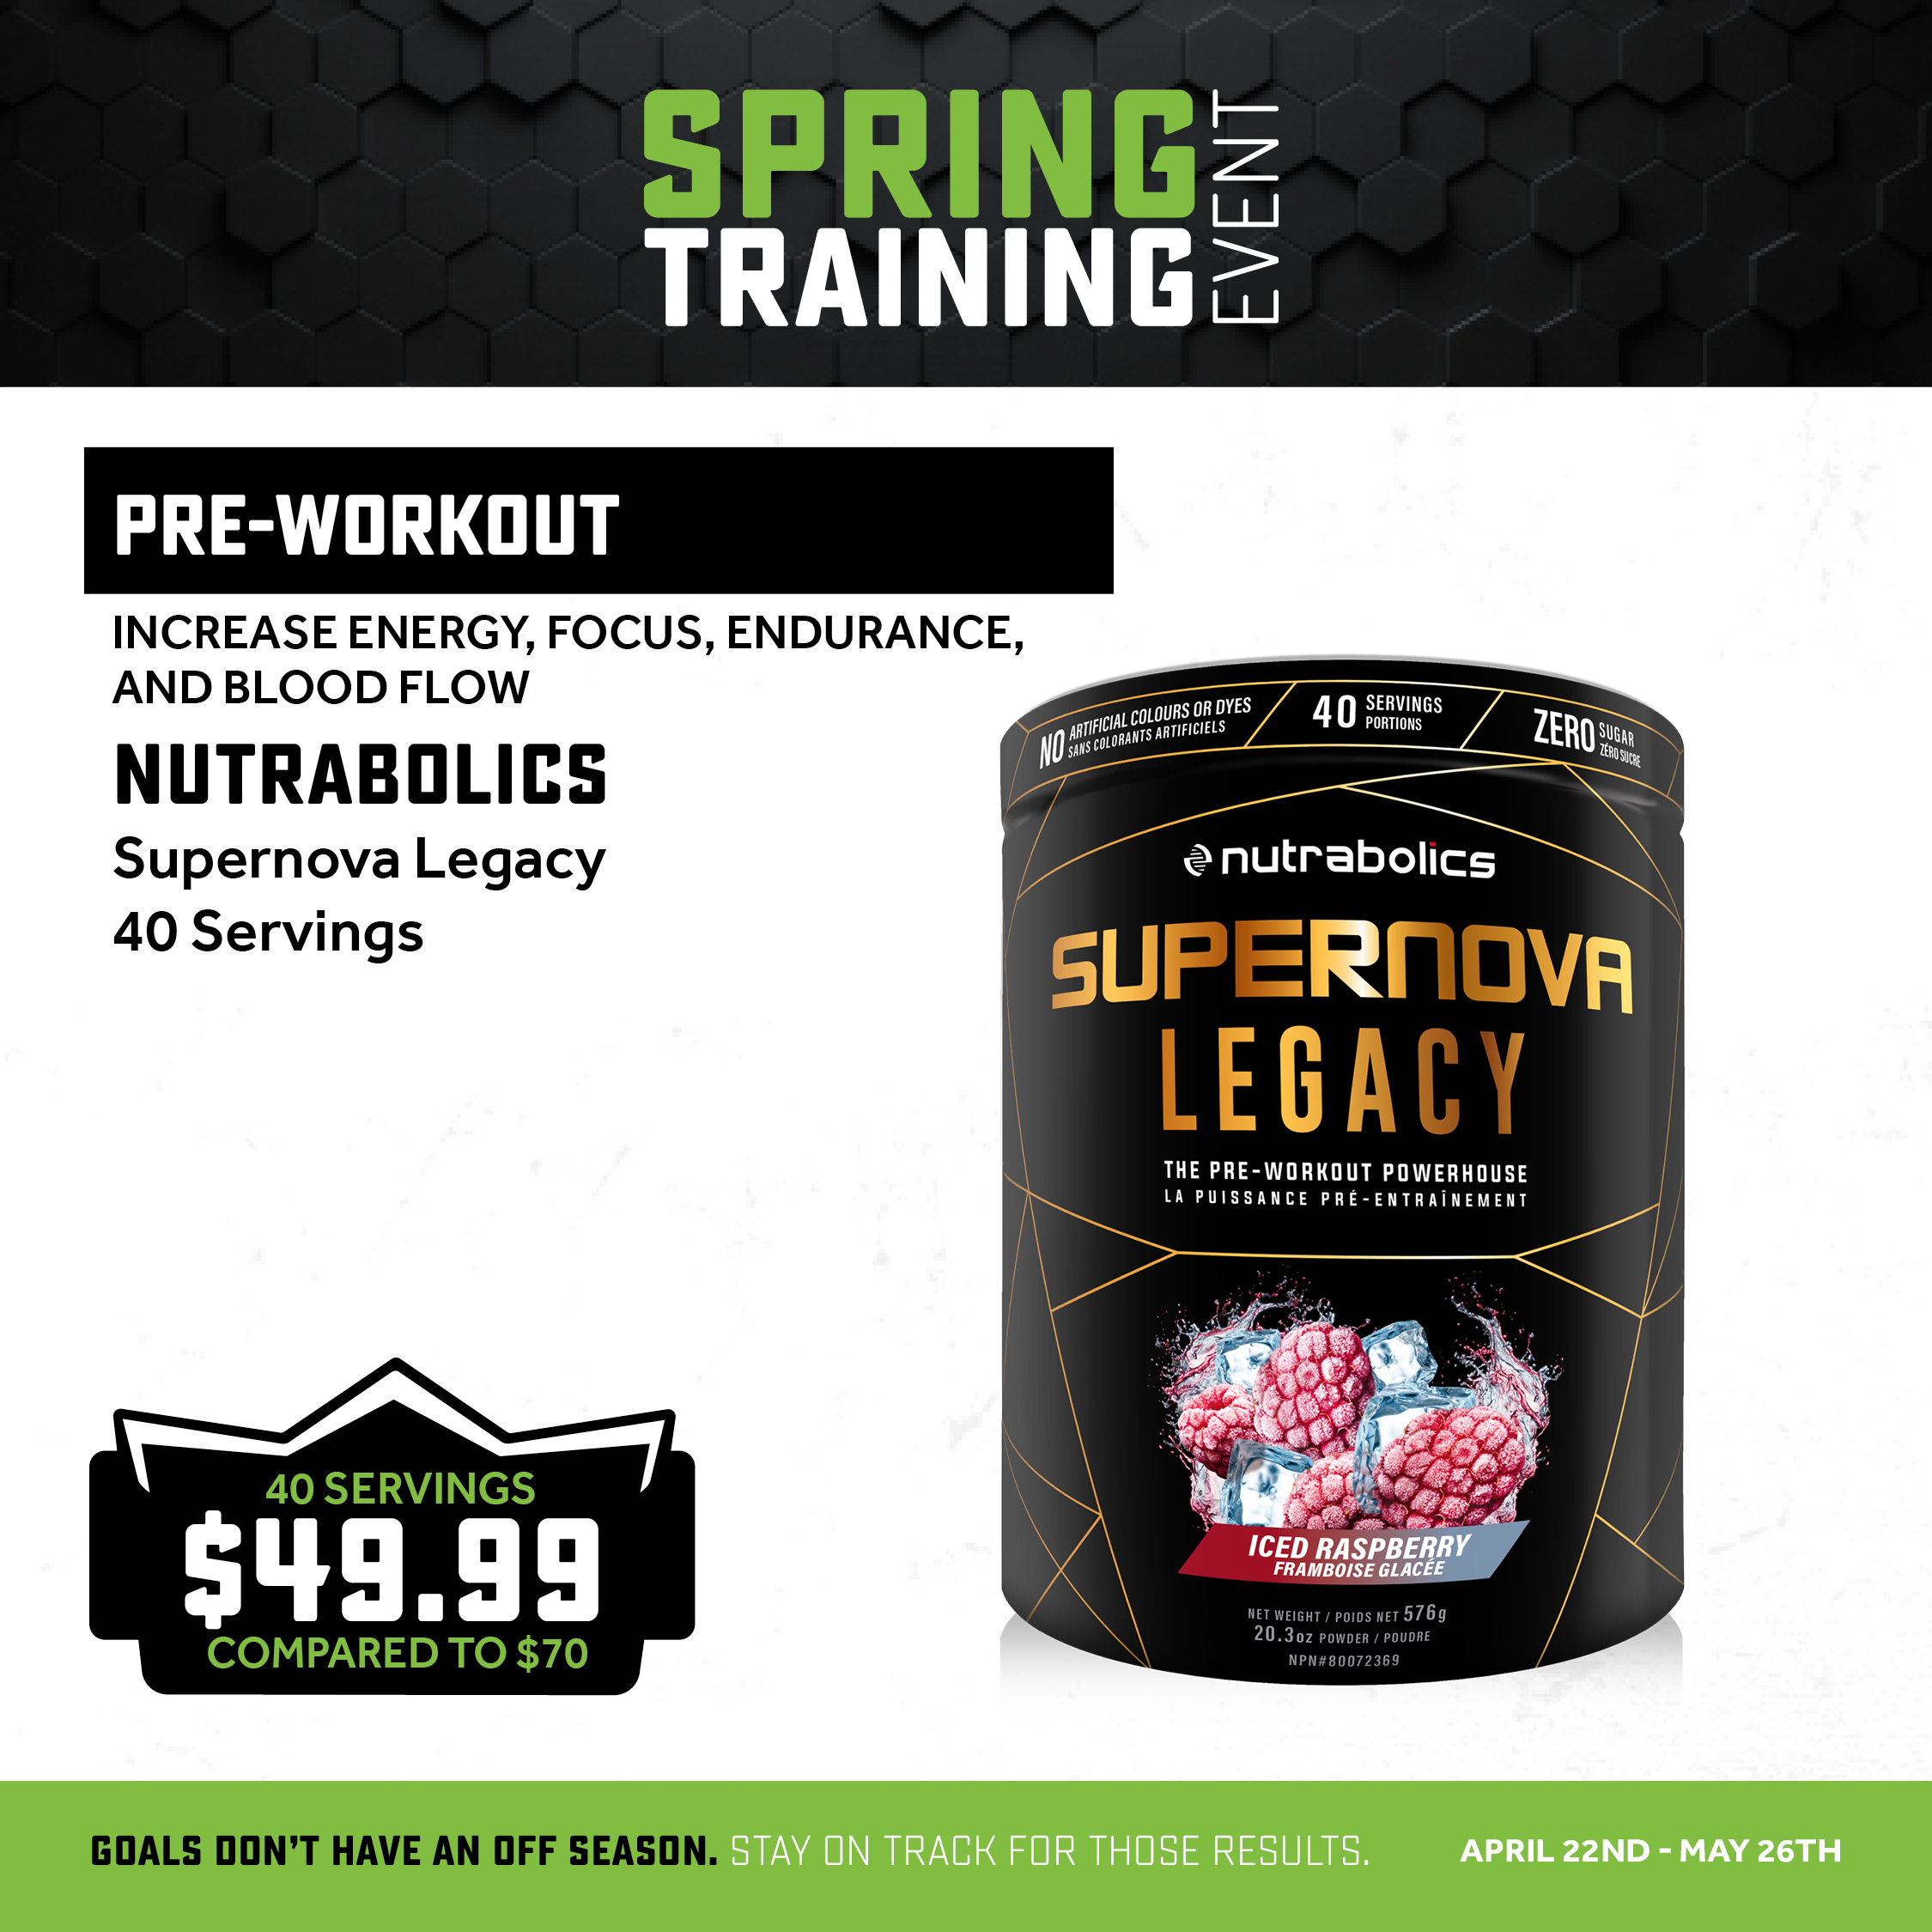 SPRING
TRAINING
EVENT
PRE-WORKOUT
INCREASE ENERGY, FOCUS, ENDURANCE,
AND BLOOD FLOW
NUTRABOLICS
Supernova Legacy
40 Servings
NO ARTIFICIAL COLOURS OR DYES
SANS COLORANTS ARTIFICIELS
40 SERVINGS
PORTIONS
ZERO SUGAR
ZÉRO SUCRE
nutrabolics
SUPERNOVA
LEGACY
THE PRE-WORKOUT POWERHOUSE
LA PUISSANCE PRÉ-ENTRAÎNEMENT
ICED RASPBERRY
FRAMBOISE GLACÉE
NET WEIGHT / POIDS NET 576g
20.3oz POWDER / POUDRE
NPN#80072369
40 SERVINGS
$49.99
COMPARED TO $70
GOALS DON'T HAVE AN OFF SEASON. STAY ON TRACK FOR THOSE RESULTS.
APRIL 22ND - MAY 26TH